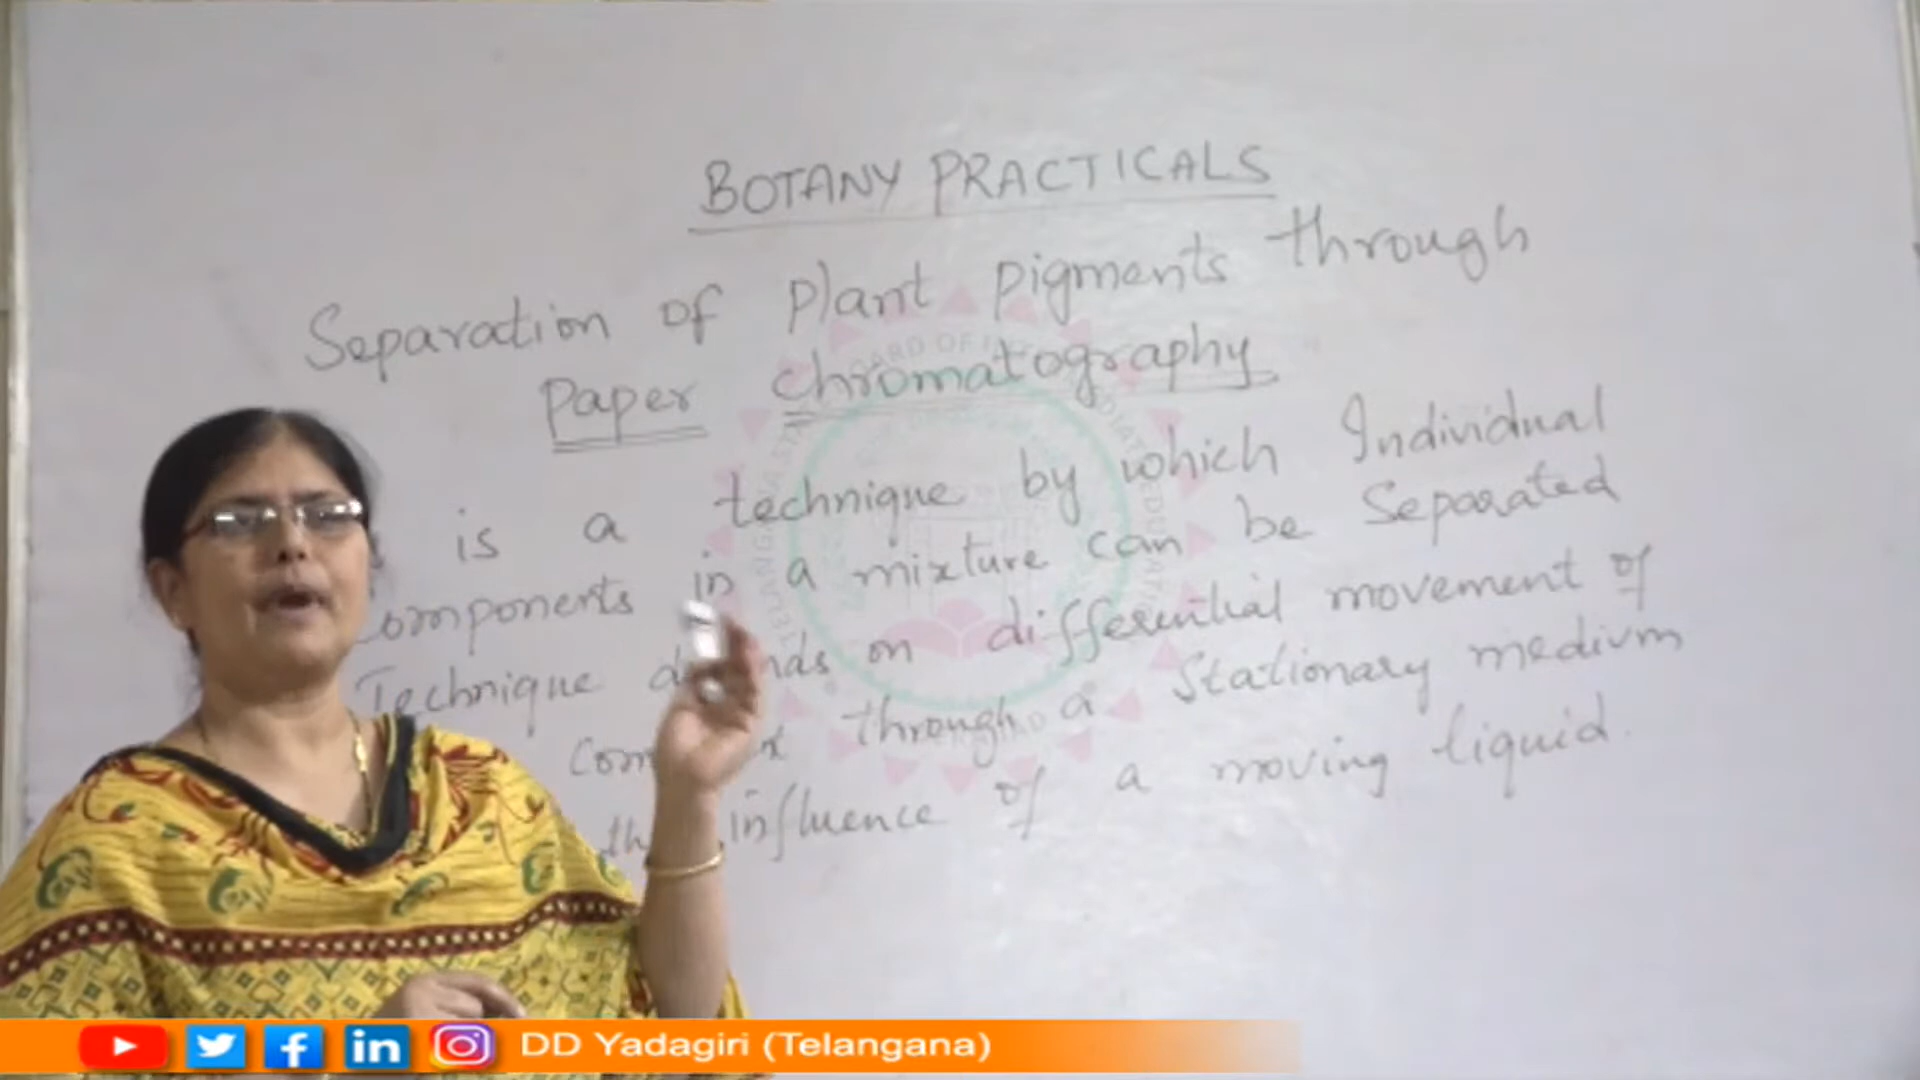 BOTANY PRACTICALS
Separation of plant pigments through
Paper chromatography
is a technique by which Individual
components in a mixture can be Separated
Technique on differential movement of
through a Stationary medium
influence of a moving liquid.
DD Yadagiri (Telangana)